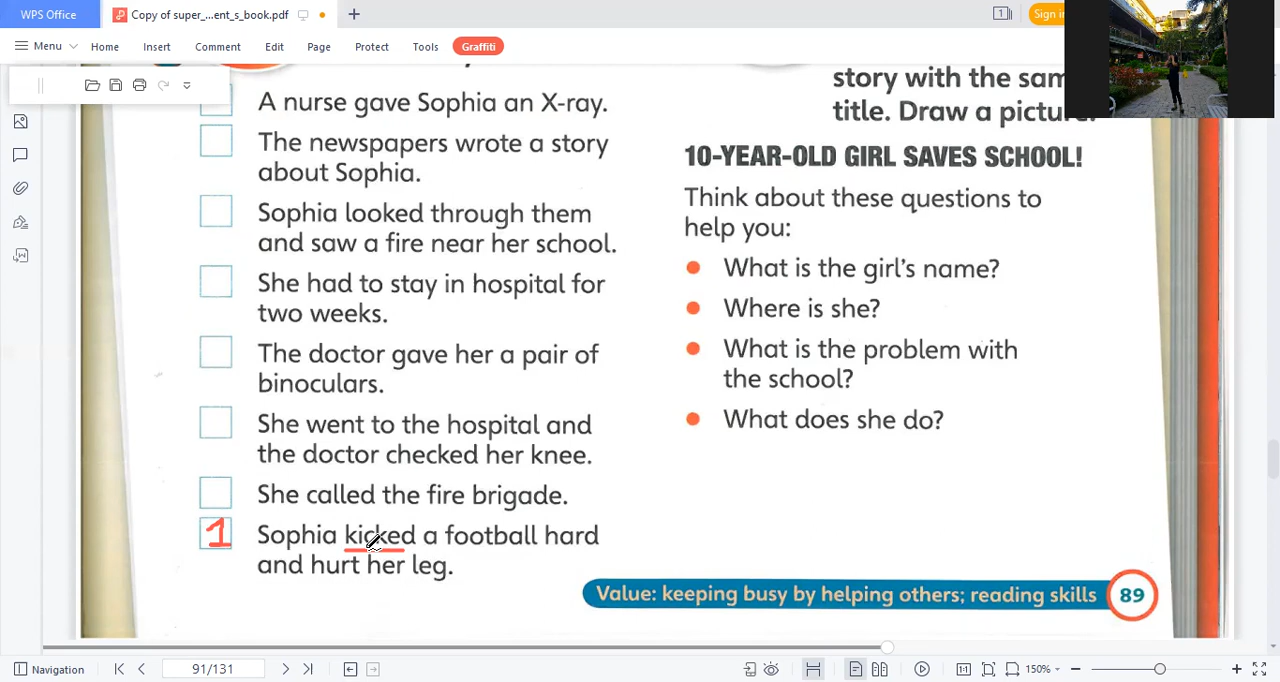 WPS Office
Copy of super_...ent_s_book.pdf
Sign in
Menu
Home
Insert
Comment
Edit
Page
Protect
Tools
Graffiti
A nurse gave Sophia an X-ray.
The newspapers wrote a story
about Sophia.
Sophia looked through them
and saw a fire near her school.
She had to stay in hospital for
two weeks.
The doctor gave her a pair of
binoculars.
She went to the hospital and
the doctor checked her knee.
She called the fire brigade.
1 Sophia kicked a football hard
and hurt her leg.
story with the sam
title. Draw a picture.
10-YEAR-OLD GIRL SAVES SCHOOL!
Think about these questions to
help you:
What is the girl's name?
Where is she?
What is the problem with
the school?
What does she do?
Value: keeping busy by helping others; reading skills 89
Navigation
91/131
150%